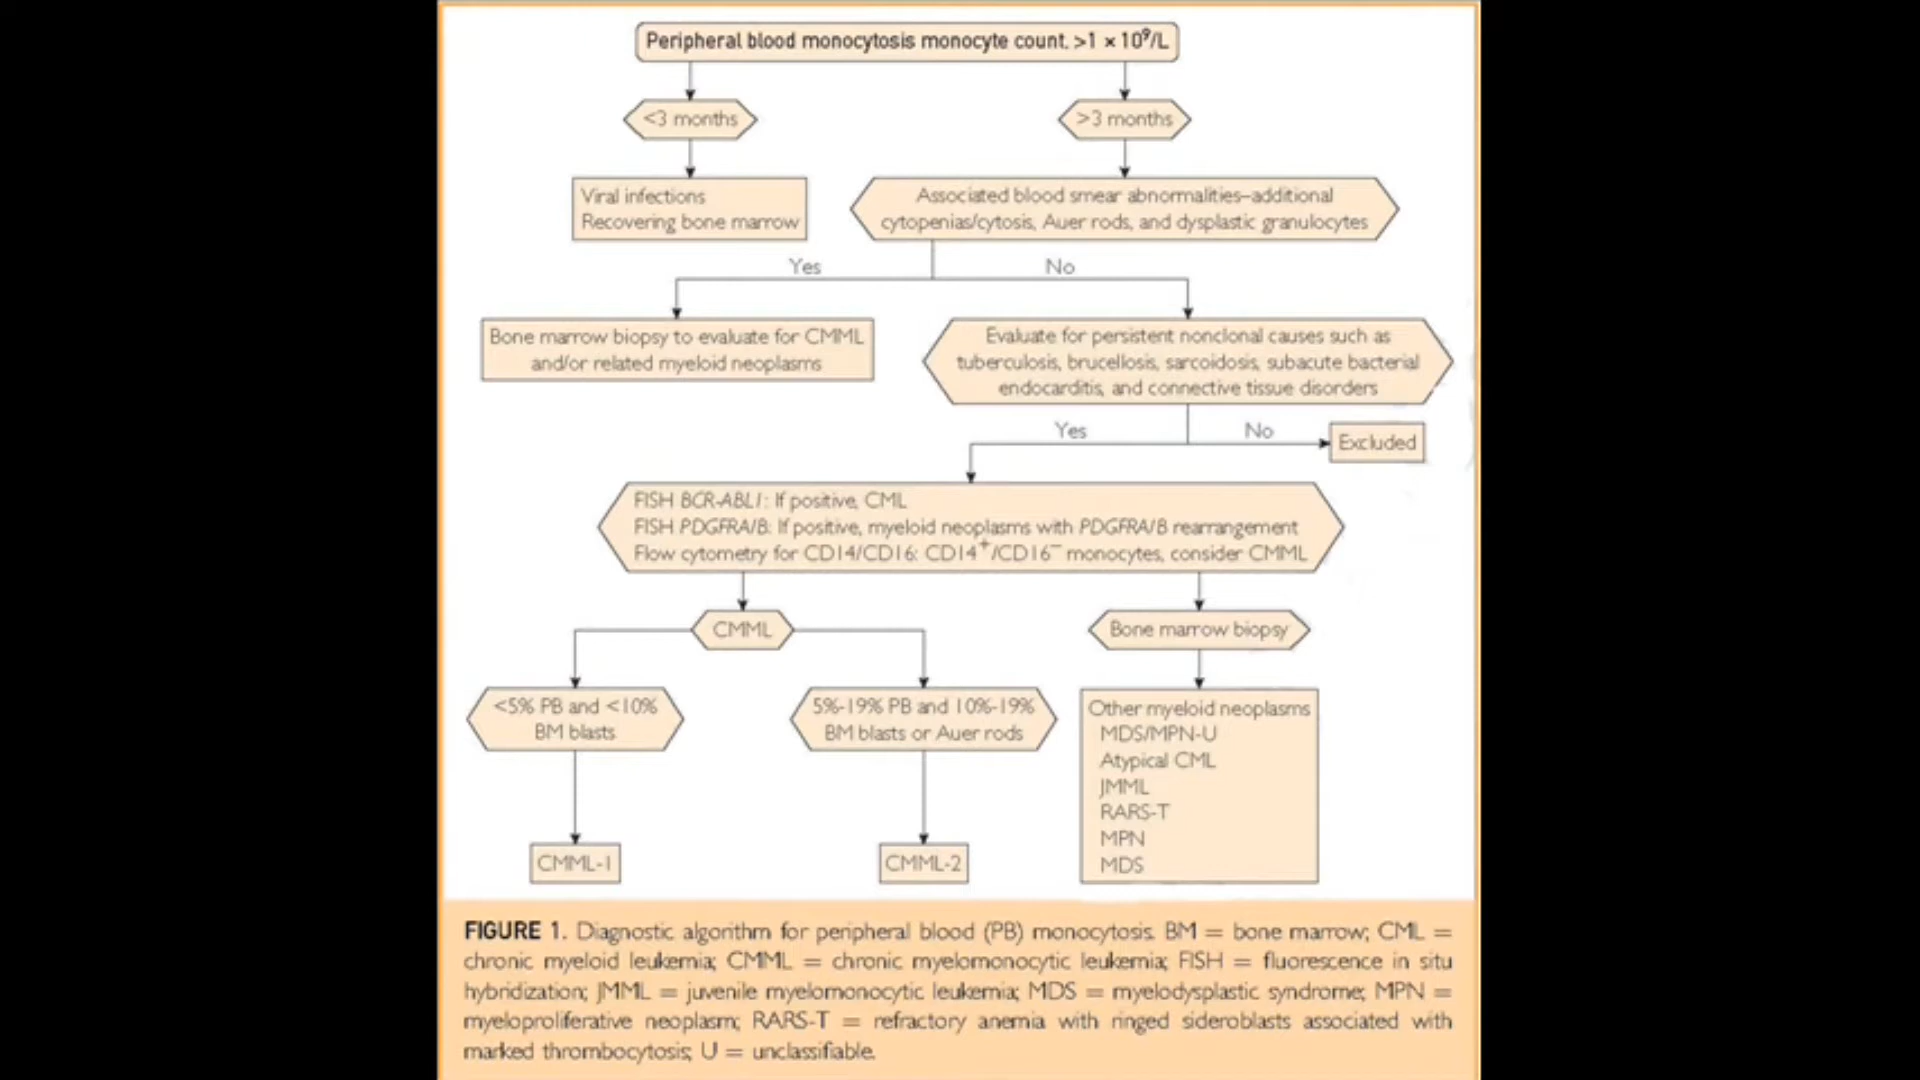 Peripheral blood monocytosis monocyte count, >1 × 10⁹/L
<3 months
>3 months
Viral infections
Recovering bone marrow
Associated blood smear abnormalities–additional
cytopenias/cytosis, Auer rods, and dysplastic granulocytes
Yes
No
Bone marrow biopsy to evaluate for CMML
and/or related myeloid neoplasms
Evaluate for persistent nonclonal causes such as
tuberculosis, brucellosis, sarcoidosis, subacute bacterial
endocarditis, and connective tissue disorders
Yes
No
Excluded
FISH BCR-ABL1: If positive, CML
FISH PDGFRA/B: If positive, myeloid neoplasms with PDGFRA/B rearrangement
Flow cytometry for CD14/CD16: CD14⁺/CD16⁻ monocytes, consider CMML
CMML
Bone marrow biopsy
<5% PB and <10%
BM blasts
5%-19% PB and 10%-19%
BM blasts or Auer rods
Other myeloid neoplasms
MDS/MPN-U
Atypical CML
JMML
RARS-T
MPN
MDS
CMML-1
CMML-2
FIGURE 1. Diagnostic algorithm for peripheral blood (PB) monocytosis. BM = bone marrow; CML =
chronic myeloid leukemia; CMML = chronic myelomonocytic leukemia; FISH = fluorescence in situ
hybridization; JMML = juvenile myelomonocytic leukemia; MDS = myelodysplastic syndrome; MPN =
myeloproliferative neoplasm; RARS-T = refractory anemia with ringed sideroblasts associated with
marked thrombocytosis; U = unclassifiable.